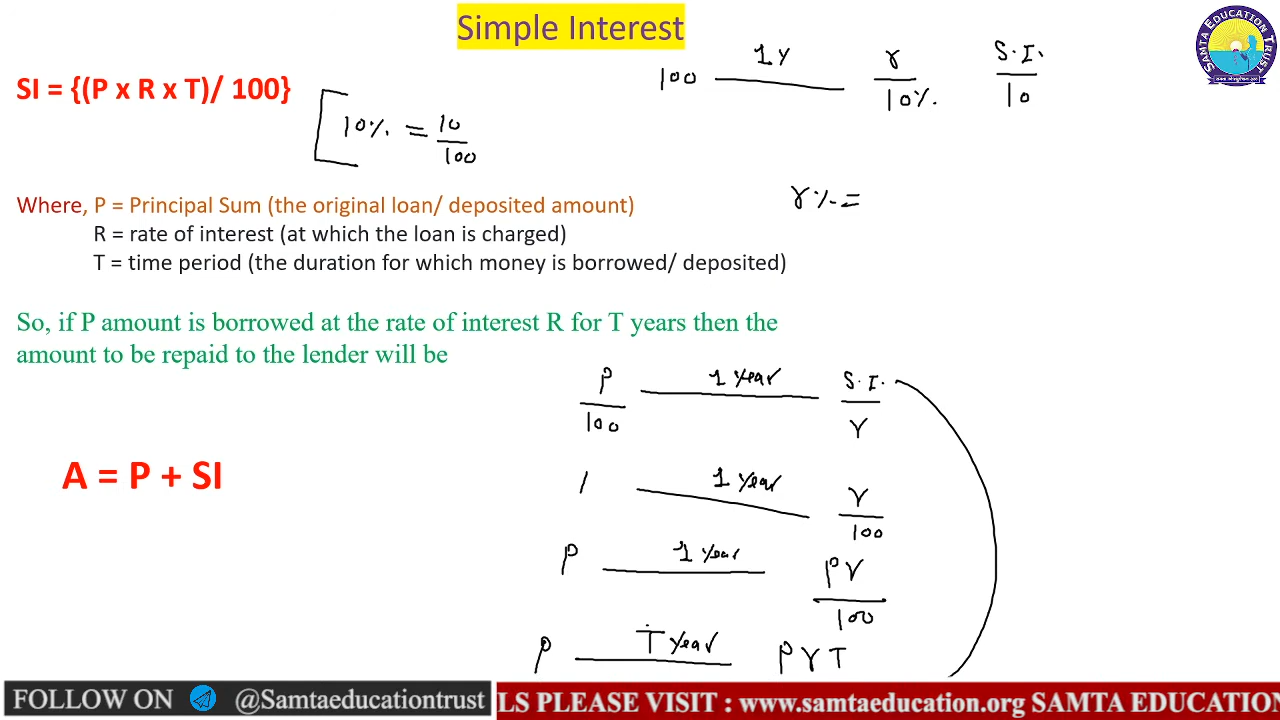 Simple Interest
SI = {(P x R x T)/ 100}
100 1Y r/10% S.I./10
10% = 10/100
Where, P = Principal Sum (the original loan/ deposited amount)
r% =
R = rate of interest (at which the loan is charged)
T = time period (the duration for which money is borrowed/ deposited)
So, if P amount is borrowed at the rate of interest R for T years then the
amount to be repaid to the lender will be
P/100 1 year S.I./r
A = P + SI
1 1 year r/100
P 1 year Pr/100
P T year PrT
SAMTA EDUCATION TRUST
FOLLOW ON @Samtaeducationtrust LS PLEASE VISIT : www.samtaeducation.org SAMTA EDUCATION